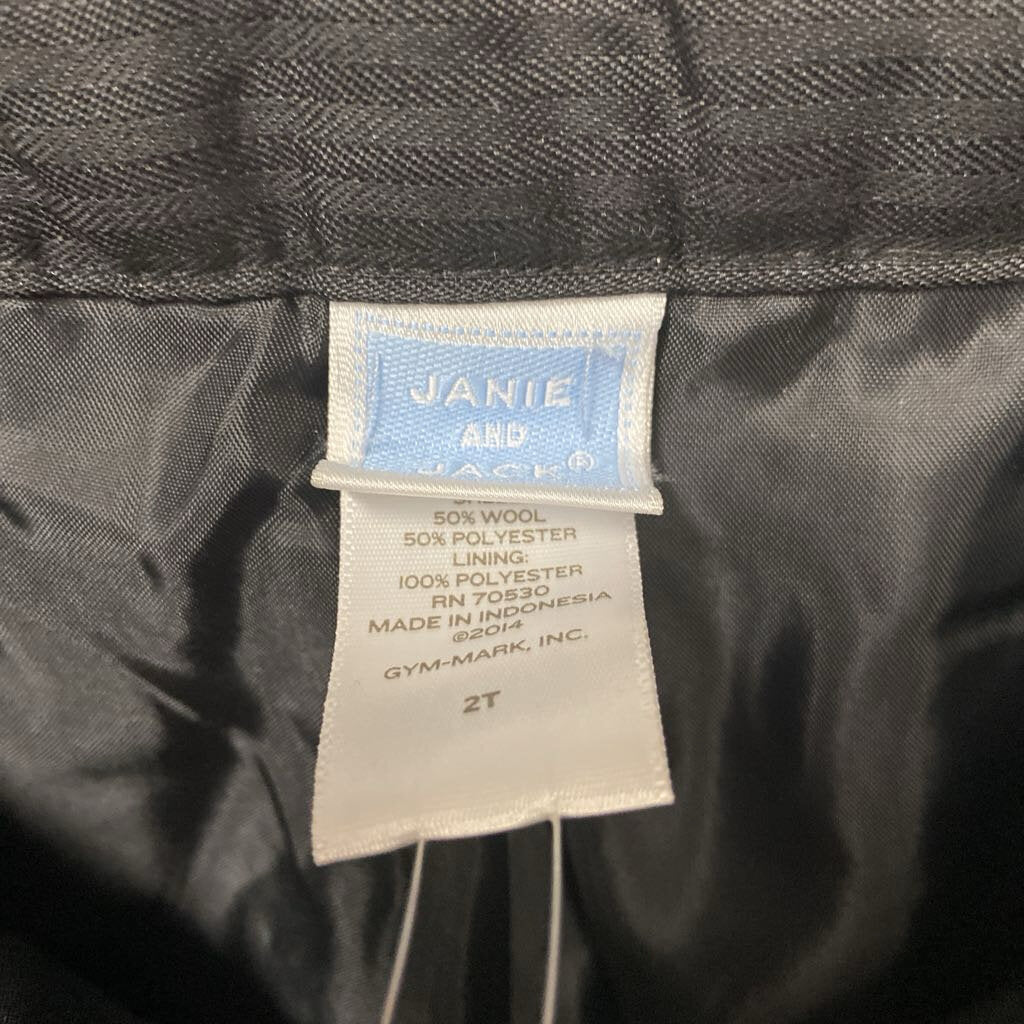 JANIE
AND
JACK®
50% WOOL
50% POLYESTER
LINING:
100% POLYESTER
RN 70530
MADE IN INDONESIA
©2014
GYM-MARK, INC.
2T